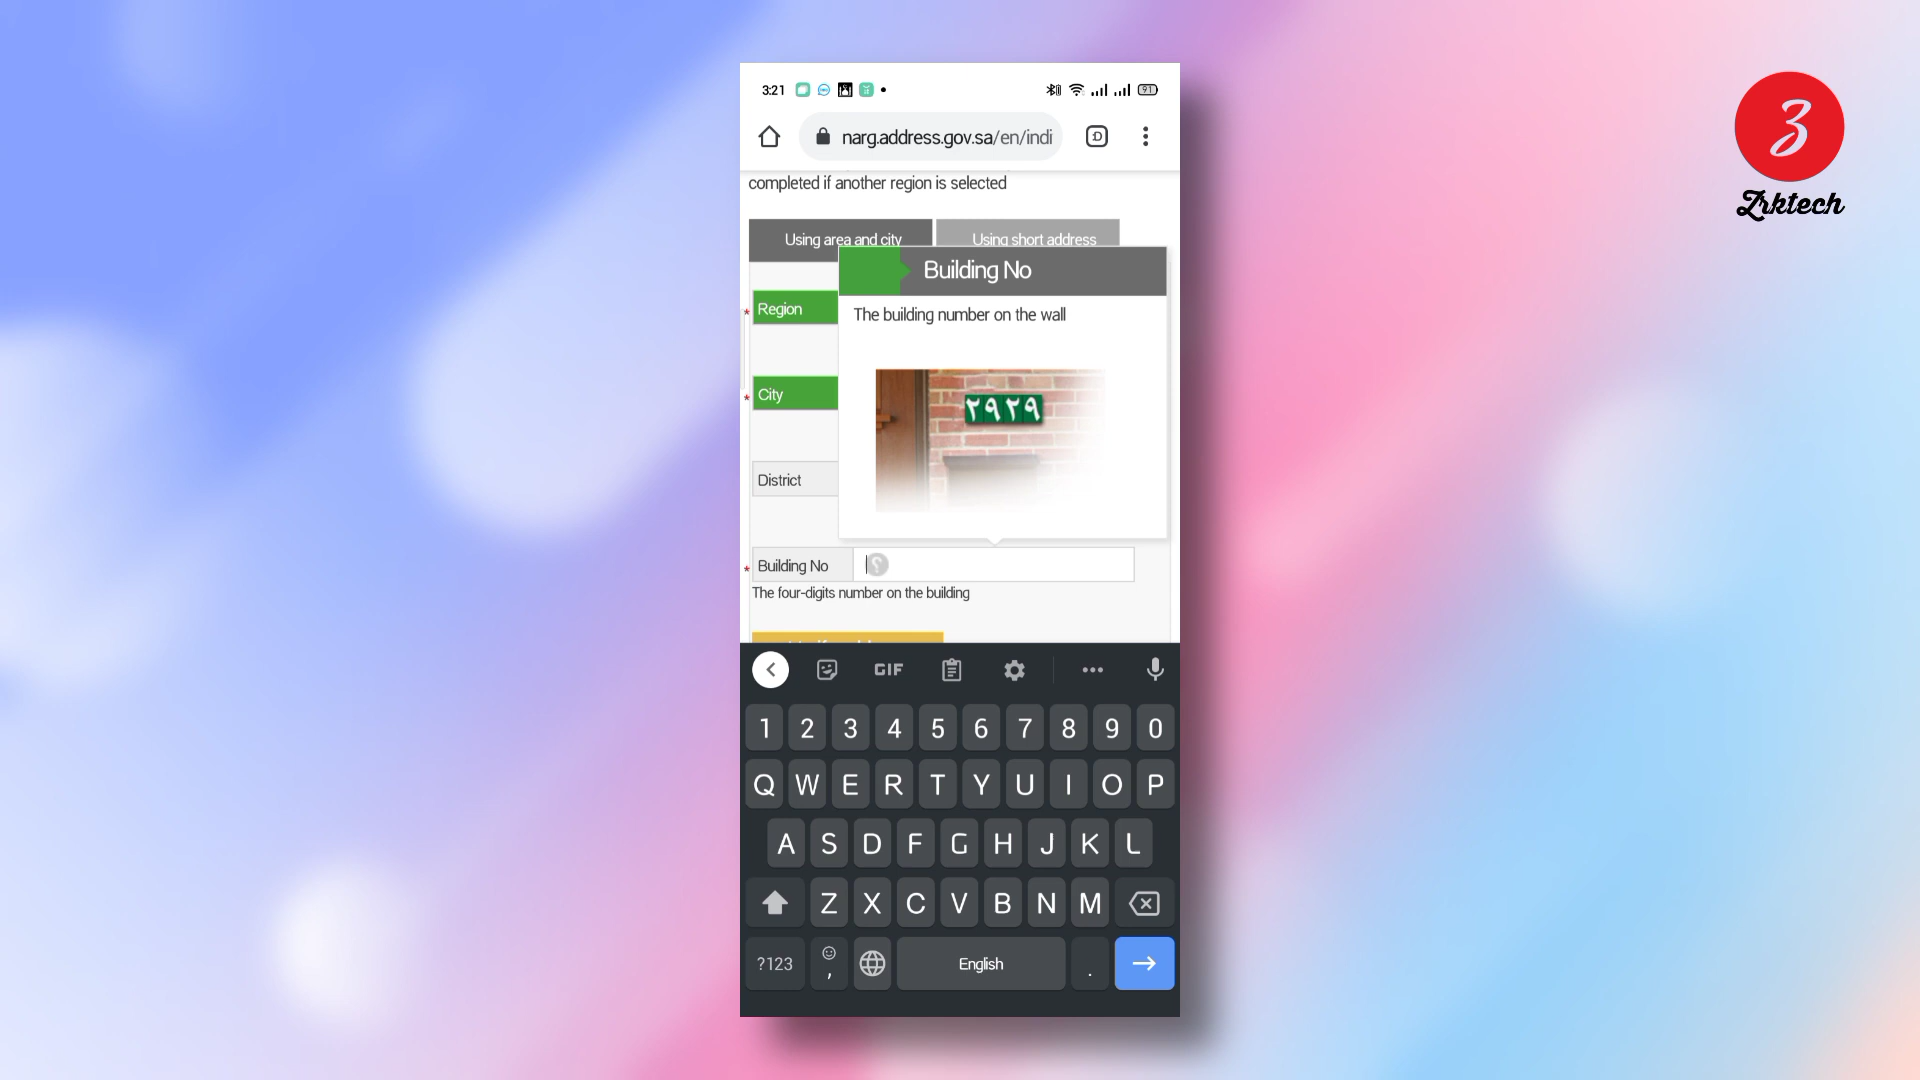 3:21
91
narg.address.gov.sa/en/indi
completed if another region is selected
Using area and city
Using short address
Building No
The building number on the wall
٢٩٢٩
Region
City
District
Building No
The four-digits number on the building
GIF
1 2 3 4 5 6 7 8 9 0
Q W E R T Y U I O P
A S D F G H J K L
Z X C V B N M
?123
,
English
.
3
Zrktech